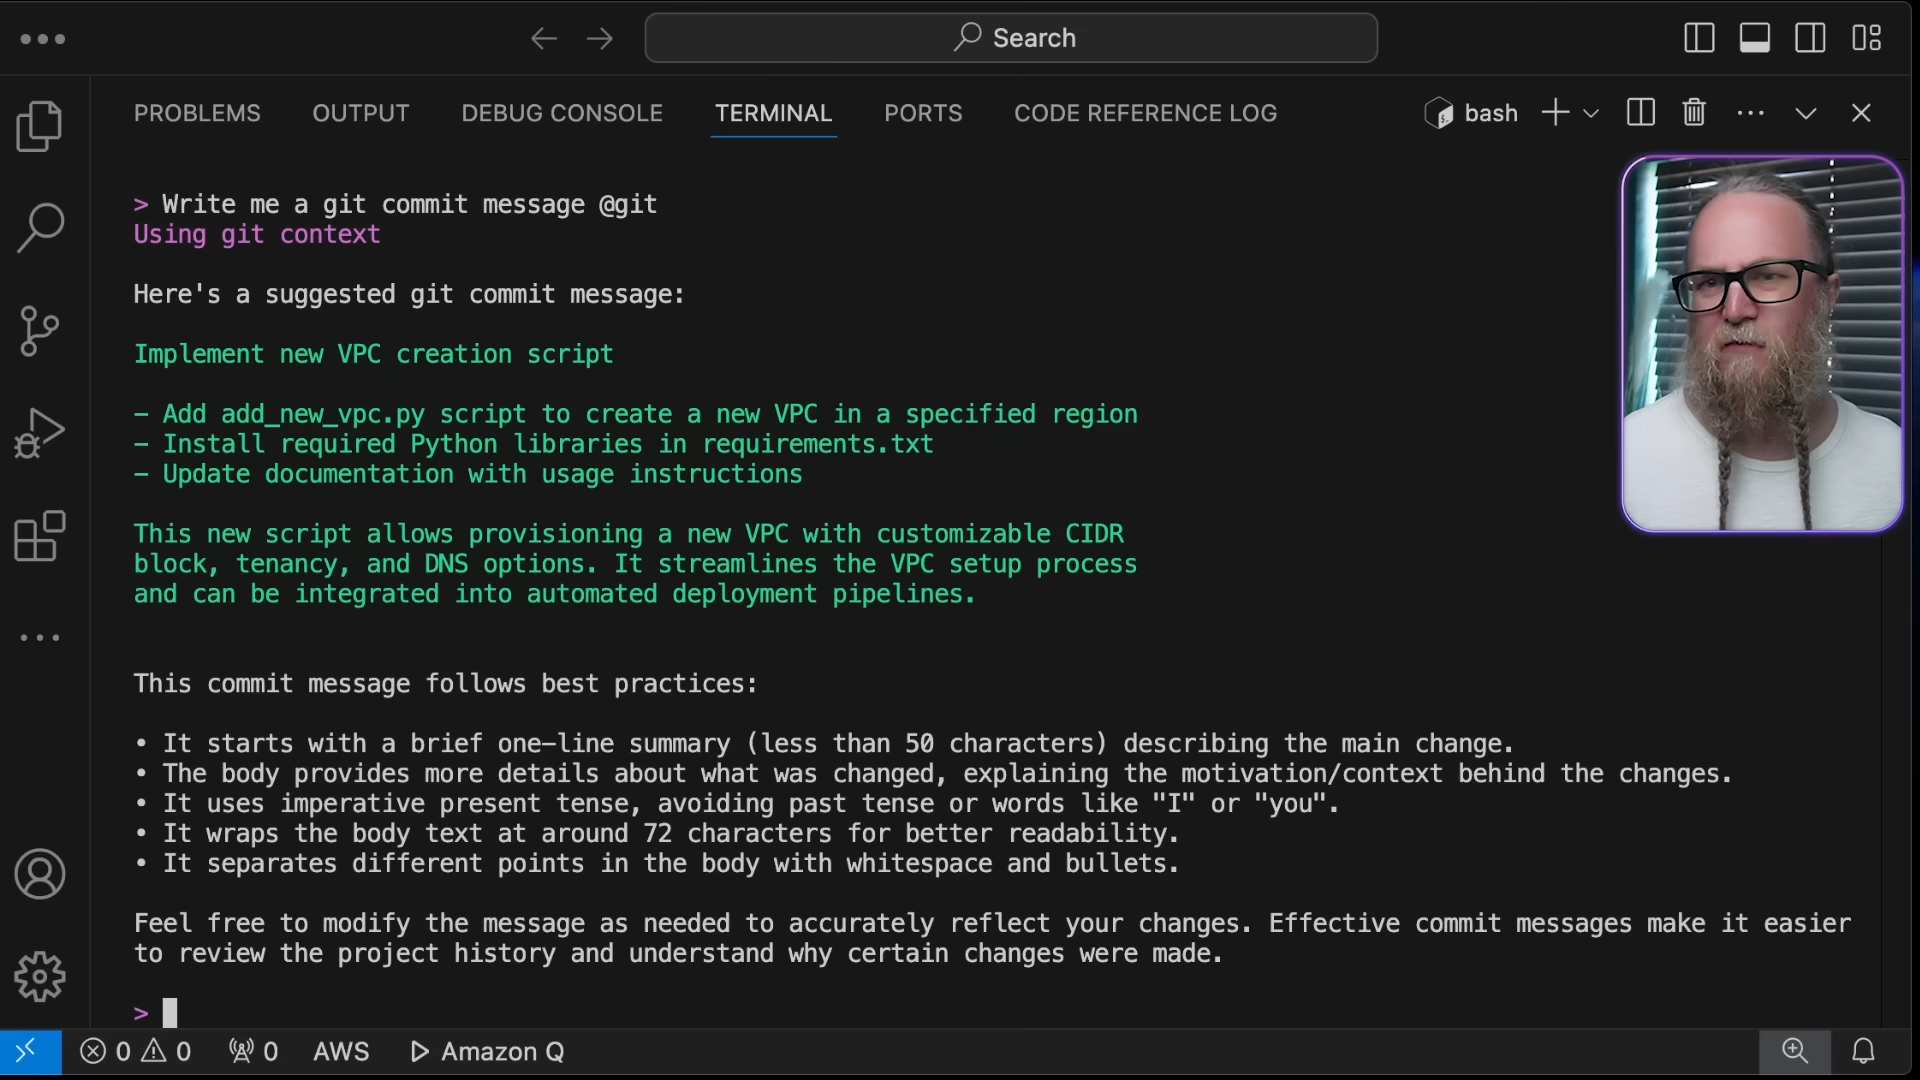 Search
PROBLEMS OUTPUT DEBUG CONSOLE TERMINAL PORTS CODE REFERENCE LOG bash
> Write me a git commit message @git
Using git context
Here's a suggested git commit message:
Implement new VPC creation script
- Add add_new_vpc.py script to create a new VPC in a specified region
- Install required Python libraries in requirements.txt
- Update documentation with usage instructions
This new script allows provisioning a new VPC with customizable CIDR
block, tenancy, and DNS options. It streamlines the VPC setup process
and can be integrated into automated deployment pipelines.
This commit message follows best practices:
• It starts with a brief one-line summary (less than 50 characters) describing the main change.
• The body provides more details about what was changed, explaining the motivation/context behind the changes.
• It uses imperative present tense, avoiding past tense or words like "I" or "you".
• It wraps the body text at around 72 characters for better readability.
• It separates different points in the body with whitespace and bullets.
Feel free to modify the message as needed to accurately reflect your changes. Effective commit messages make it easier
to review the project history and understand why certain changes were made.
>
0 0 0 AWS Amazon Q